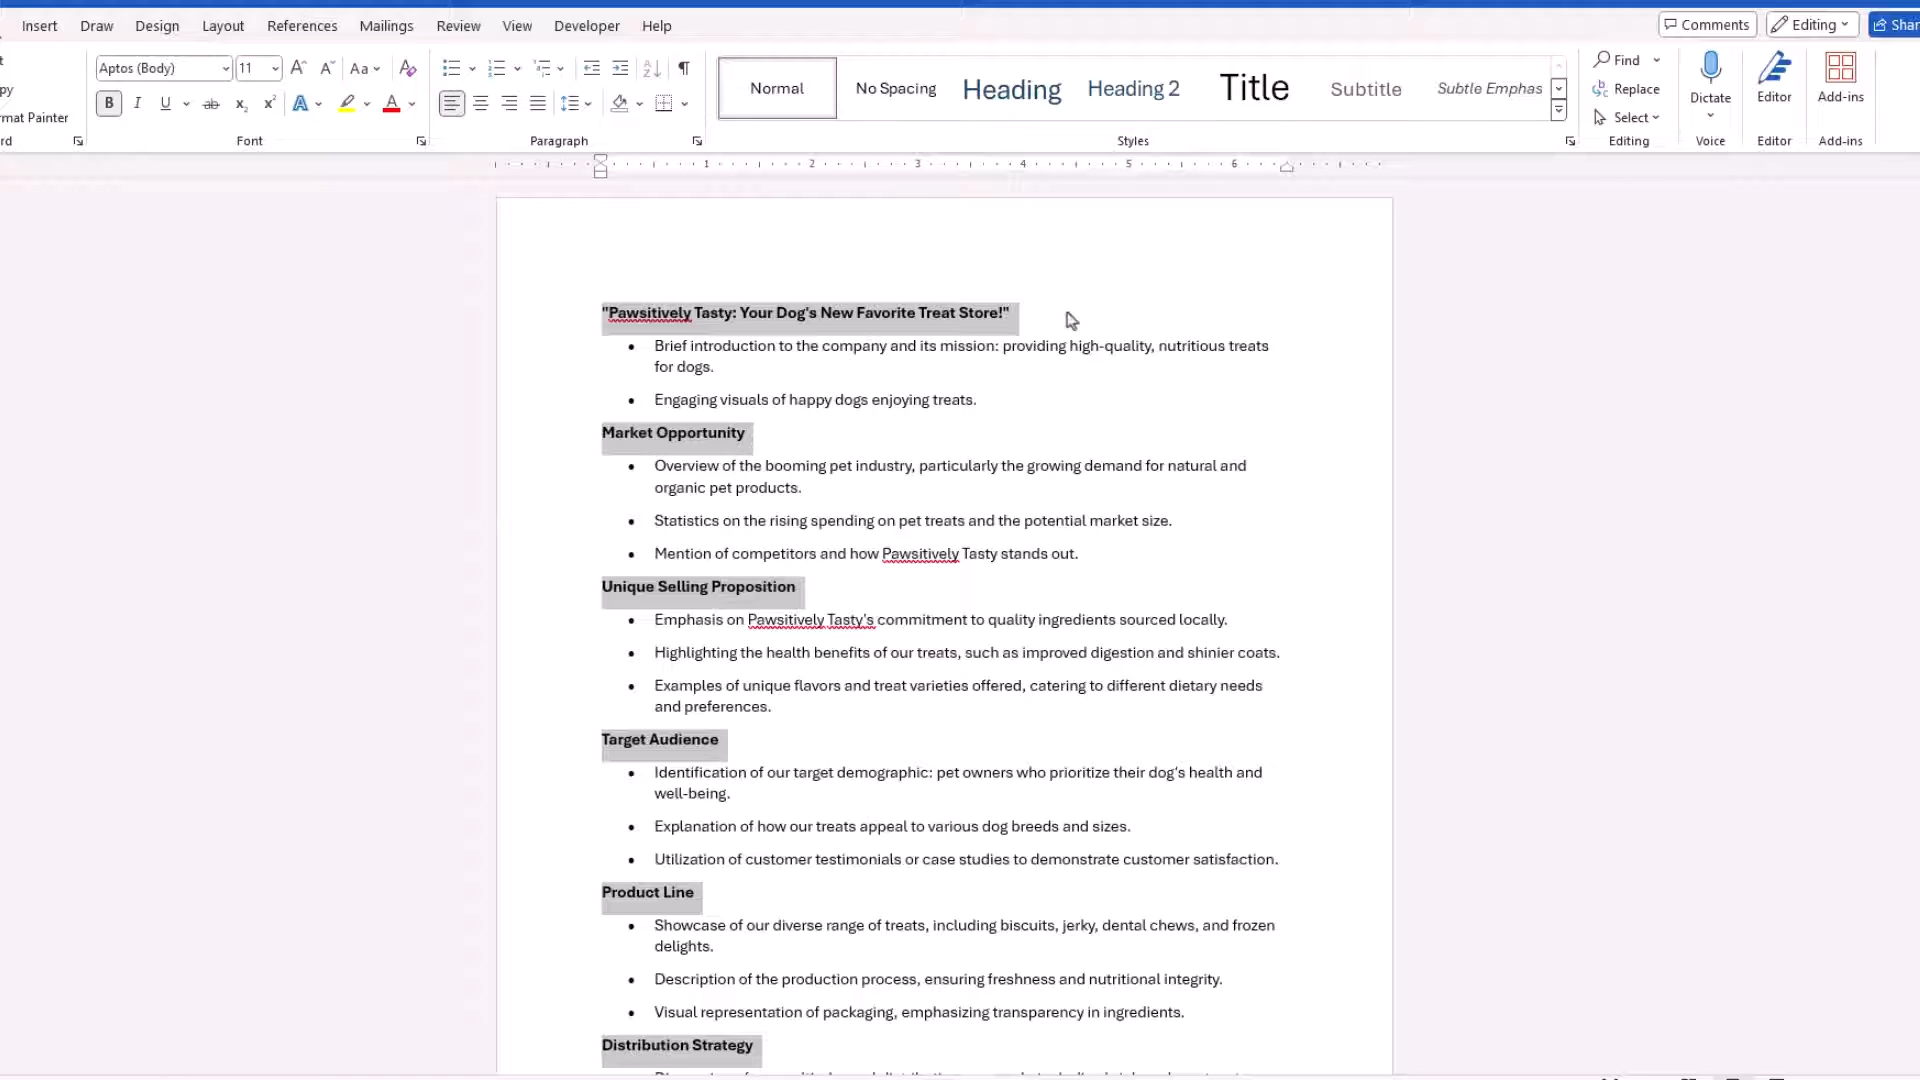 Insert Draw Design Layout References Mailings Review View Developer Help Comments Editing
Aptos (Body) 11 Aa Normal No Spacing Heading Heading 2 Title Subtitle Subtle Emphas Find Replace Select Dictate Editor Add-ins
B I U ab x₂ x² A A
Font Paragraph Styles Editing Voice Editor Add-ins
1 2 3 4 5 6
"Pawsitively Tasty: Your Dog's New Favorite Treat Store!"
• Brief introduction to the company and its mission: providing high-quality, nutritious treats
for dogs.
• Engaging visuals of happy dogs enjoying treats.
Market Opportunity
• Overview of the booming pet industry, particularly the growing demand for natural and
organic pet products.
• Statistics on the rising spending on pet treats and the potential market size.
• Mention of competitors and how Pawsitively Tasty stands out.
Unique Selling Proposition
• Emphasis on Pawsitively Tasty's commitment to quality ingredients sourced locally.
• Highlighting the health benefits of our treats, such as improved digestion and shinier coats.
• Examples of unique flavors and treat varieties offered, catering to different dietary needs
and preferences.
Target Audience
• Identification of our target demographic: pet owners who prioritize their dog's health and
well-being.
• Explanation of how our treats appeal to various dog breeds and sizes.
• Utilization of customer testimonials or case studies to demonstrate customer satisfaction.
Product Line
• Showcase of our diverse range of treats, including biscuits, jerky, dental chews, and frozen
delights.
• Description of the production process, ensuring freshness and nutritional integrity.
• Visual representation of packaging, emphasizing transparency in ingredients.
Distribution Strategy